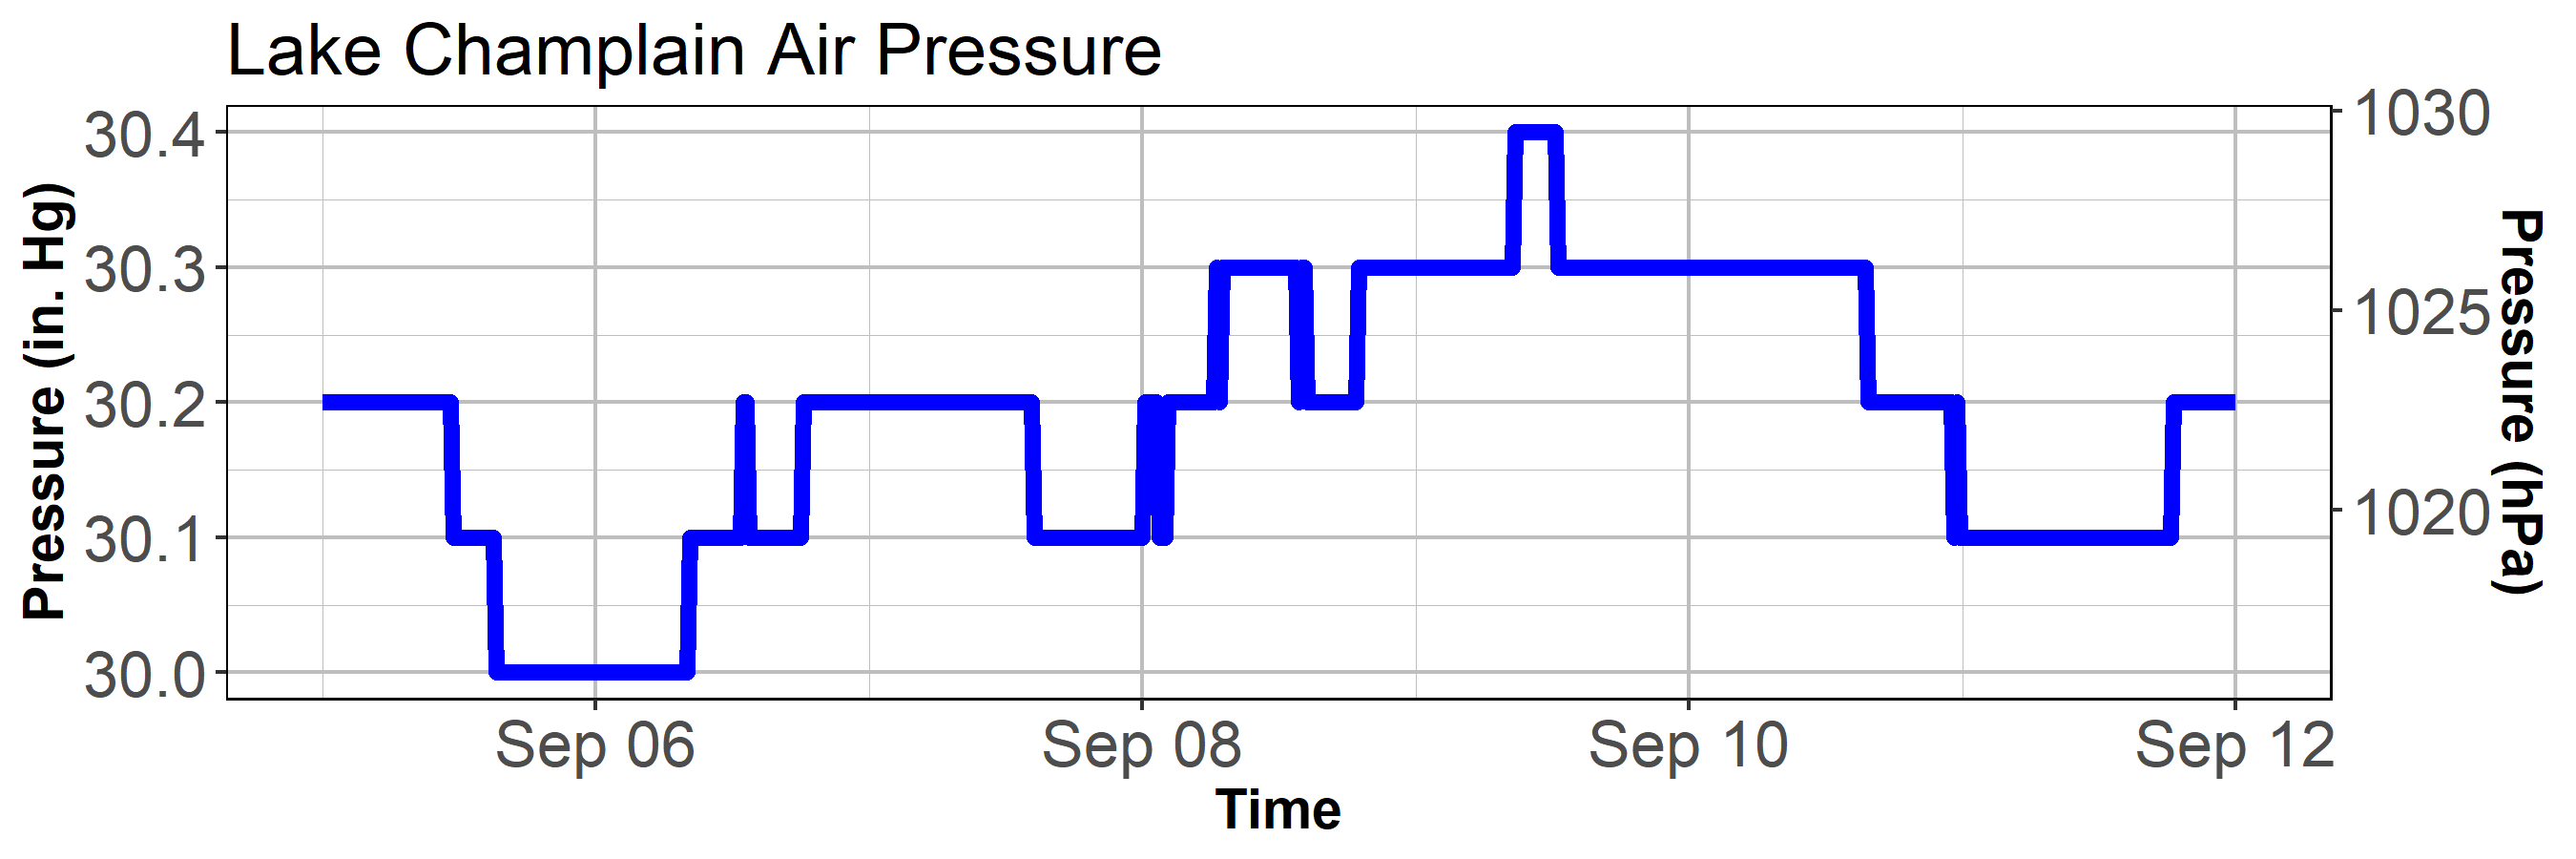 Lake Champlain Air Pressure
Pressure (in. Hg)
30.4
30.3
30.2
30.1
30.0
1030
1025
1020
Pressure (hPa)
Sep 06 Sep 08 Sep 10 Sep 12
Time